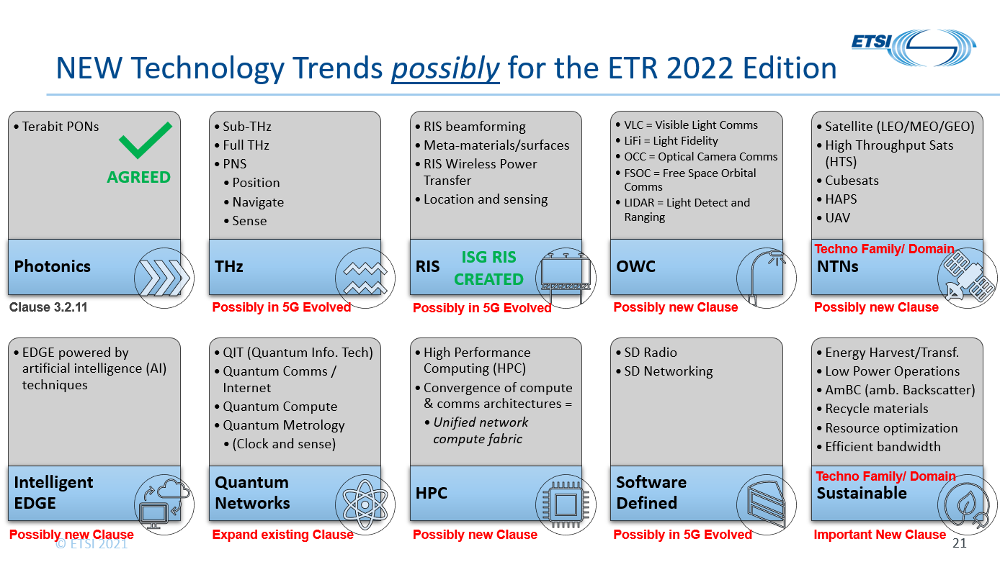 ETSI
NEW Technology Trends possibly for the ETR 2022 Edition
• Terabit PONs
AGREED
Photonics
Clause 3.2.11
• Sub-THz
• Full THz
• PNS
• Position
• Navigate
• Sense
THz
Possibly in 5G Evolved
• RIS beamforming
• Meta-materials/surfaces
• RIS Wireless Power
Transfer
• Location and sensing
RIS
ISG RIS
CREATED
Possibly in 5G Evolved
• VLC = Visible Light Comms
• LiFi = Light Fidelity
• OCC = Optical Camera Comms
• FSOC = Free Space Orbital
Comms
• LIDAR = Light Detect and
Ranging
OWC
Possibly new Clause
• Satellite (LEO/MEO/GEO)
• High Throughput Sats
(HTS)
• Cubesats
• HAPS
• UAV
Techno Family/ Domain
NTNs
Possibly new Clause
• EDGE powered by
artificial intelligence (AI)
techniques
Intelligent
EDGE
Possibly new Clause
• QIT (Quantum Info. Tech)
• Quantum Comms /
Internet
• Quantum Compute
• Quantum Metrology
• (Clock and sense)
Quantum
Networks
Expand existing Clause
• High Performance
Computing (HPC)
• Convergence of compute
& comms architectures =
• Unified network
compute fabric
HPC
Possibly new Clause
• SD Radio
• SD Networking
Software
Defined
Possibly in 5G Evolved
• Energy Harvest/Transf.
• Low Power Operations
• AmBC (amb. Backscatter)
• Recycle materials
• Resource optimization
• Efficient bandwidth
Techno Family/ Domain
Sustainable
Important New Clause
© ETSI 2021
21